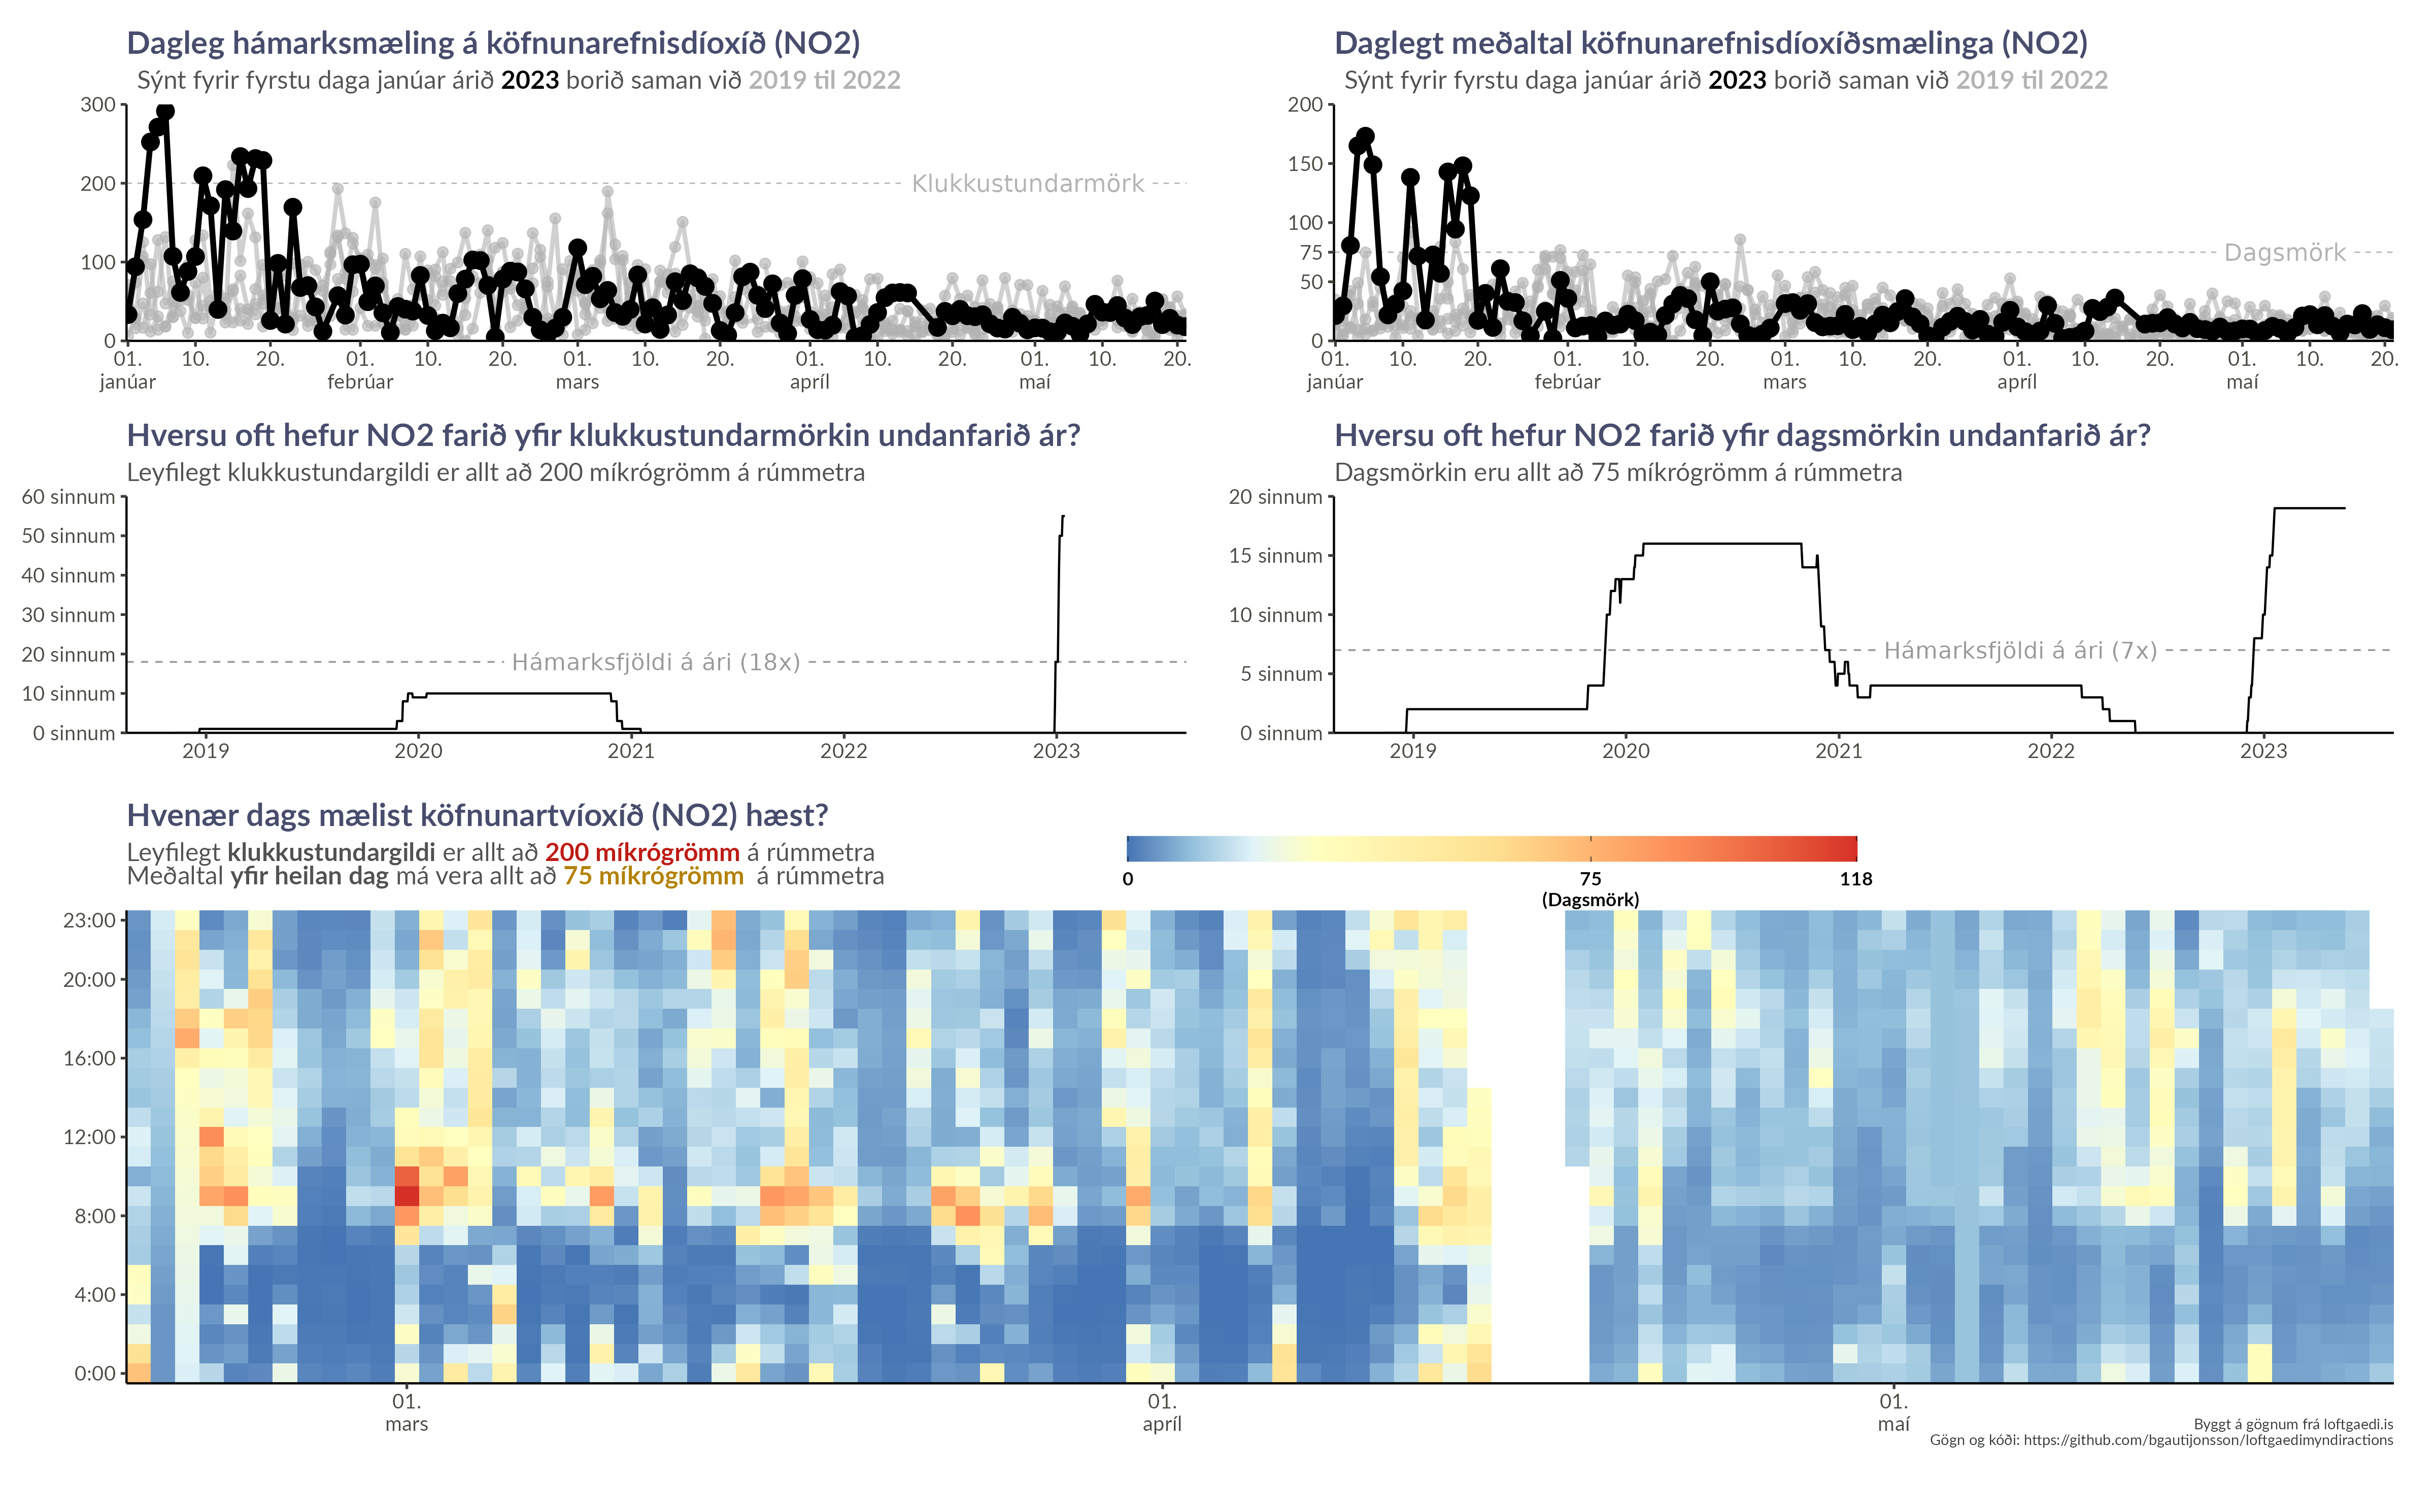 Dagleg hámarksmæling á köfnunarefnisdíoxíð (NO2)
Sýnt fyrir fyrstu daga janúar árið 2023 borið saman við 2019 til 2022
300
200
100
0
Klukkustundarmörk
01. 10. 20. 01. 10. 20. 01. 10. 20. 01. 10. 20. 01. 10. 20.
janúar febrúar mars apríl maí
Daglegt meðaltal köfnunarefnisdíoxíðsmælinga (NO2)
Sýnt fyrir fyrstu daga janúar árið 2023 borið saman við 2019 til 2022
200
150
100
75
50
0
Dagsmörk
01. 10. 20. 01. 10. 20. 01. 10. 20. 01. 10. 20. 01. 10. 20.
janúar febrúar mars apríl maí
Hversu oft hefur NO2 farið yfir klukkustundarmörkin undanfarið ár?
Leyfilegt klukkustundargildi er allt að 200 míkrógrömm á rúmmetra
60 sinnum
50 sinnum
40 sinnum
30 sinnum
20 sinnum
10 sinnum
0 sinnum
Hámarksfjöldi á ári (18x)
2019 2020 2021 2022 2023
Hversu oft hefur NO2 farið yfir dagsmörkin undanfarið ár?
Dagsmörkin eru allt að 75 míkrógrömm á rúmmetra
20 sinnum
15 sinnum
10 sinnum
5 sinnum
0 sinnum
Hámarksfjöldi á ári (7x)
2019 2020 2021 2022 2023
Hvenær dags mælist köfnunartvíoxíð (NO2) hæst?
Leyfilegt klukkustundargildi er allt að 200 míkrógrömm á rúmmetra
Meðaltal yfir heilan dag má vera allt að 75 míkrógrömm á rúmmetra
0 75 118
(Dagsmörk)
23:00
20:00
16:00
12:00
8:00
4:00
0:00
01. 01. 01.
mars apríl maí
Byggt á gögnum frá loftgaedi.is
Gögn og kóði: https://github.com/bgautijonsson/loftgaedimyndiractions